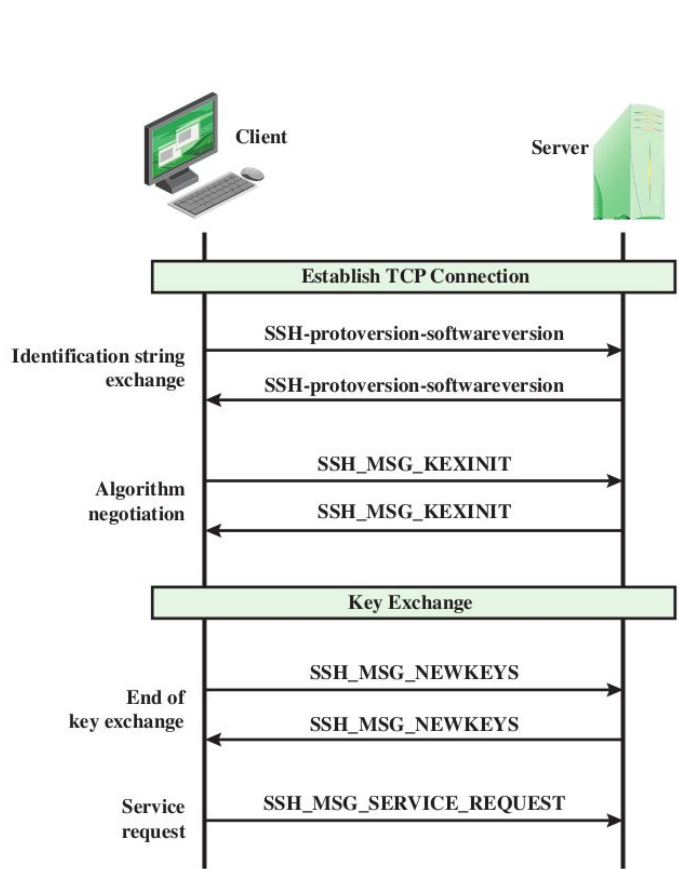 Client
Server
Establish TCP Connection
SSH-protoversion-softwareversion
Identification string
exchange
SSH-protoversion-softwareversion
SSH_MSG_KEXINIT
Algorithm
negotiation
SSH_MSG_KEXINIT
Key Exchange
SSH_MSG_NEWKEYS
End of
key exchange
SSH_MSG_NEWKEYS
SSH_MSG_SERVICE_REQUEST
Service
request